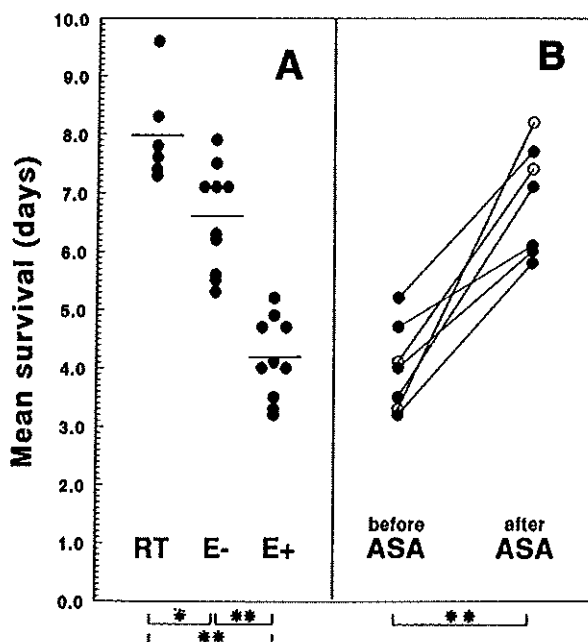 Mean survival (days)
10.0
9.0
8.0
7.0
6.0
5.0
4.0
3.0
2.0
1.0
0.0
A
B
RT E- E+
before after
ASA ASA
* ** **
**